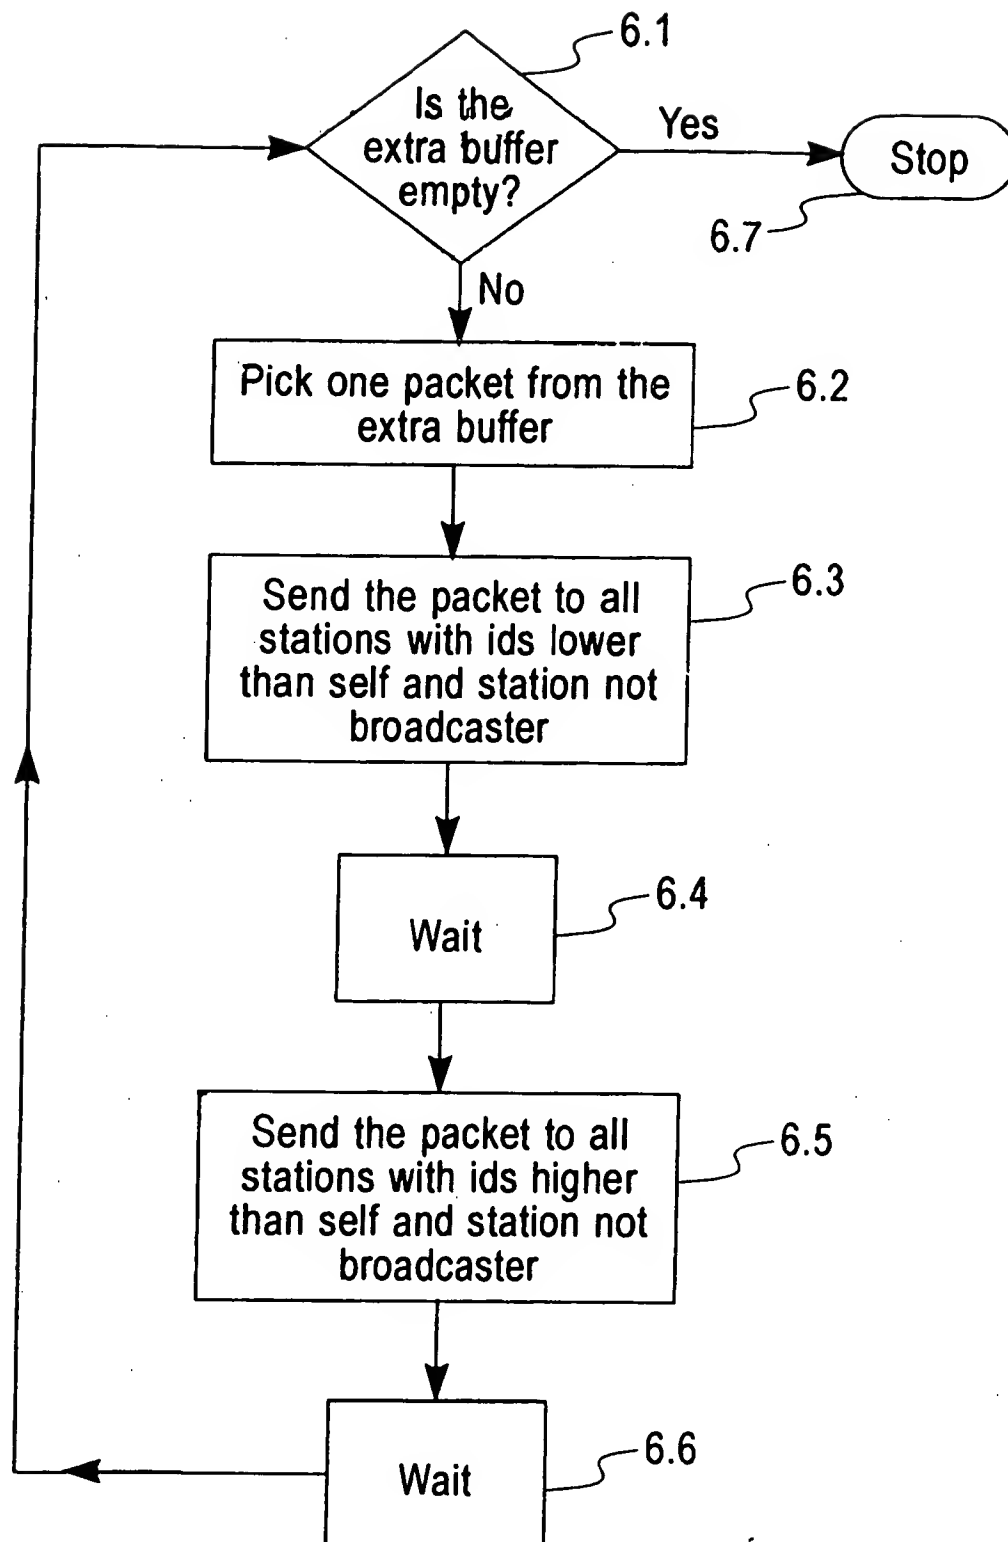 6.1
Is the
extra buffer
empty?
Yes
Stop
6.7
No
Pick one packet from the
extra buffer
6.2
Send the packet to all
stations with ids lower
than self and station not
broadcaster
6.3
Wait
6.4
Send the packet to all
stations with ids higher
than self and station not
broadcaster
6.5
Wait
6.6